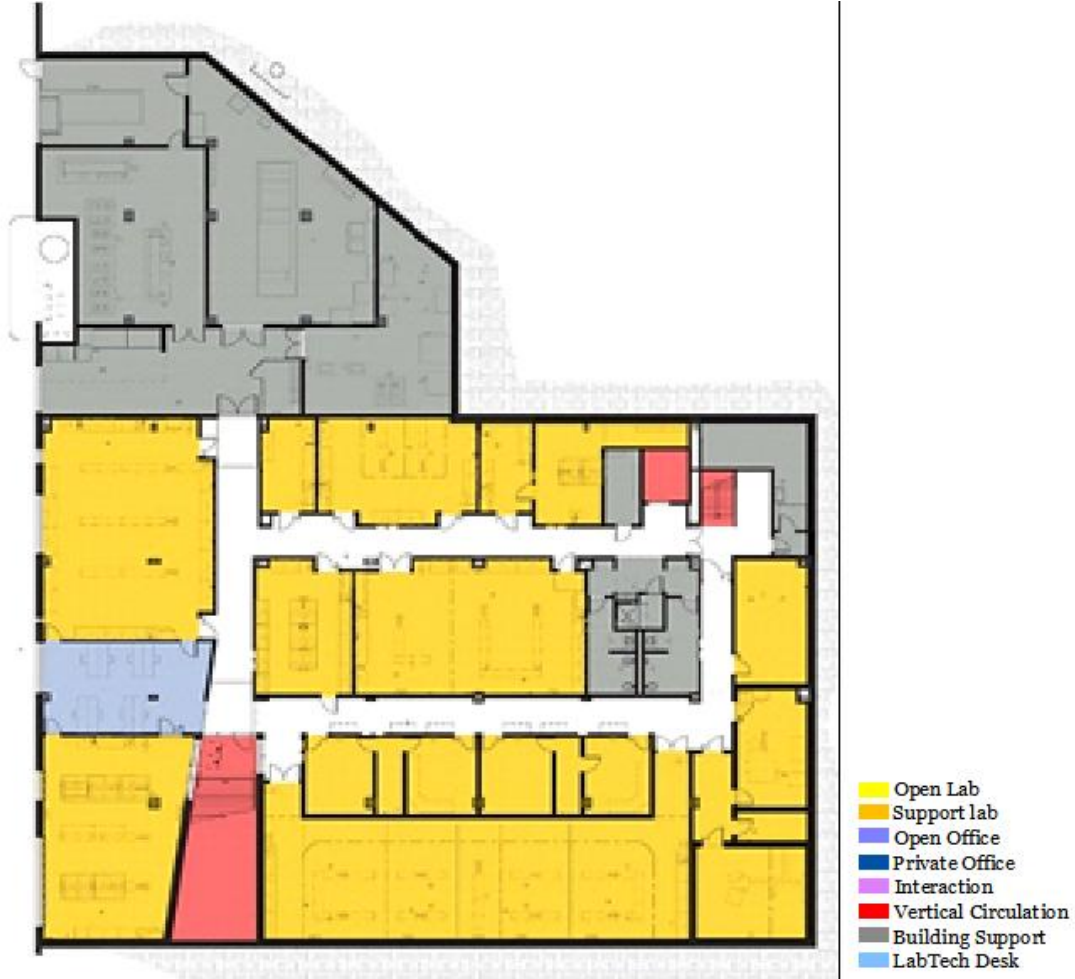 Open Lab
Support lab
Open Office
Private Office
Interaction
Vertical Circulation
Building Support
LabTech Desk